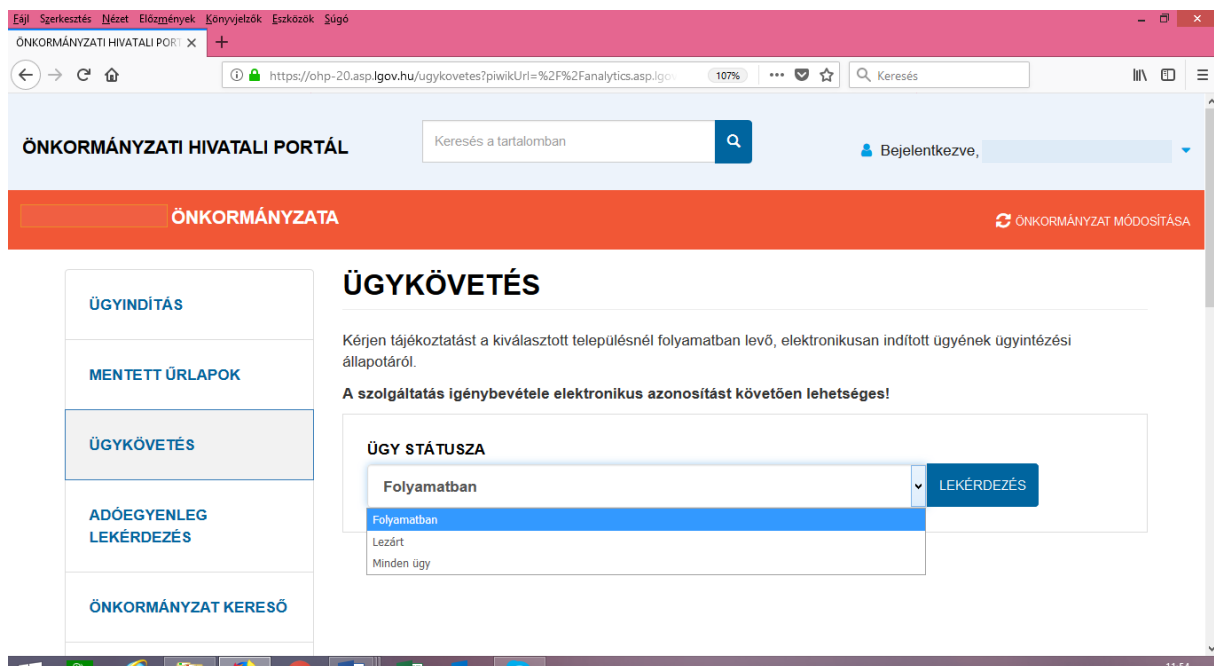 Fájl Szerkesztés Nézet Előzmények Könyvjelzők Eszközök Súgó
ÖNKORMÁNYZATI HIVATALI PORT
https://ohp-20.asp.lgov.hu/ugykovetes?piwikUrl=%2F%2Fanalytics.asp.lgov 107% Keresés
ÖNKORMÁNYZATI HIVATALI PORTÁL
Keresés a tartalomban
Bejelentkezve,
ÖNKORMÁNYZATA
ÖNKORMÁNYZAT MÓDOSÍTÁSA
ÜGYINDÍTÁS
MENTETT ŰRLAPOK
ÜGYKÖVETÉS
ADÓEGYENLEG
LEKÉRDEZÉS
ÖNKORMÁNYZAT KERESŐ
ÜGYKÖVETÉS
Kérjen tájékoztatást a kiválasztott településnél folyamatban levő, elektronikusan indított ügyének ügyintézési
állapotáról.
A szolgáltatás igénybevétele elektronikus azonosítást követően lehetséges!
ÜGY STÁTUSZA
Folyamatban
LEKÉRDEZÉS
Folyamatban
Lezárt
Minden ügy